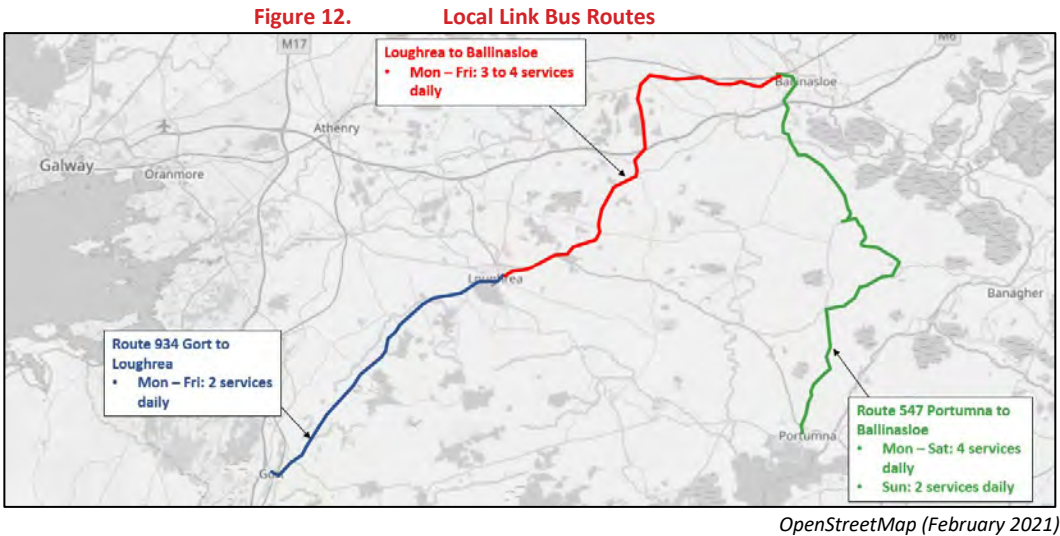 Figure 12. Local Link Bus Routes
M17
M6
Loughrea to Ballinasloe
• Mon – Fri: 3 to 4 services
daily
Ballinasloe
Athenry
Galway
Oranmore
Loughrea
Banagher
Route 934 Gort to
Loughrea
• Mon – Fri: 2 services
daily
Route 547 Portumna to
Ballinasloe
• Mon – Sat: 4 services
daily
• Sun: 2 services daily
Portumna
Gort
OpenStreetMap (February 2021)